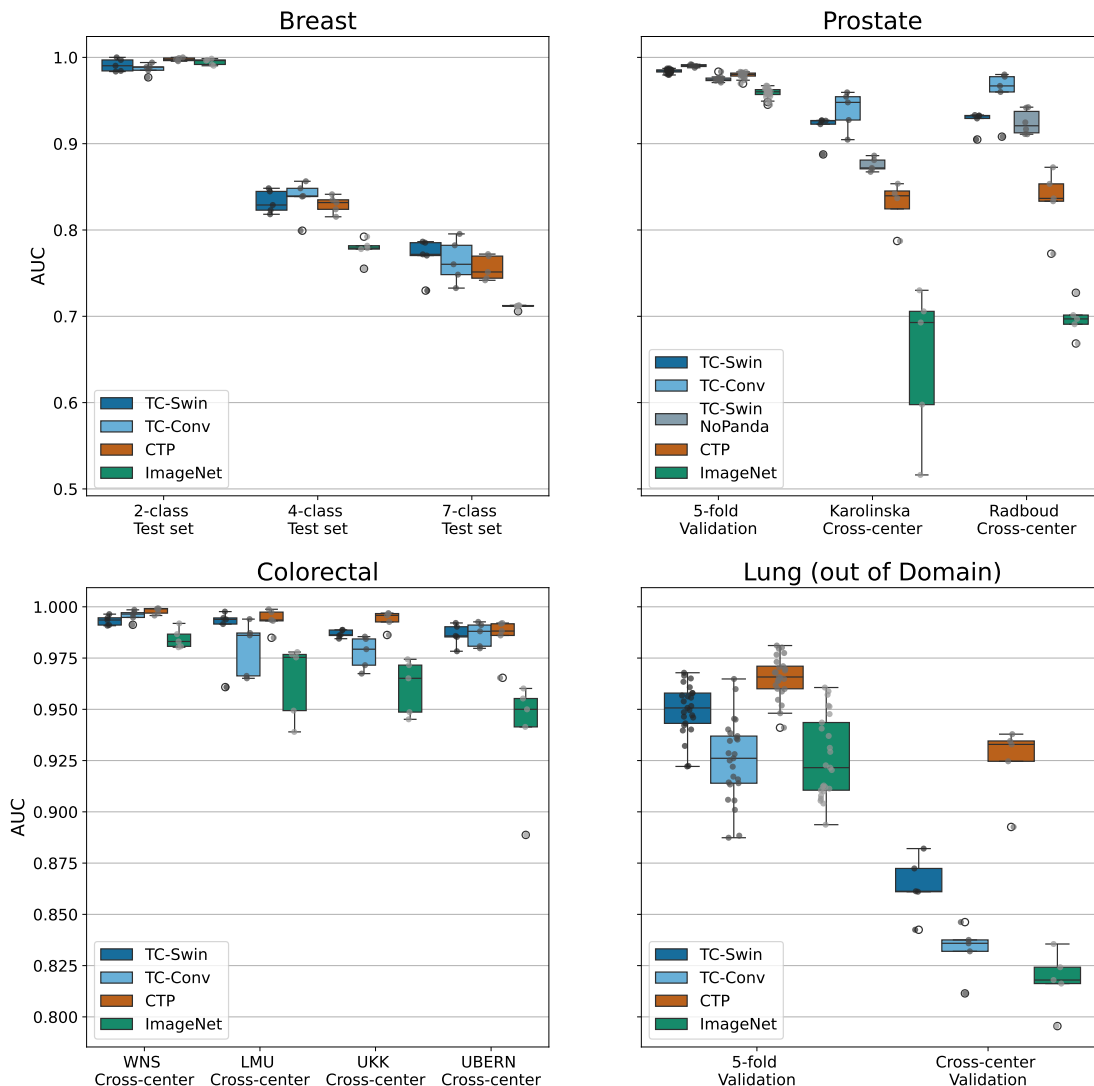 Breast
AUC
1.0
0.9
0.8
0.7
0.6
0.5
TC-Swin
TC-Conv
CTP
ImageNet
2-class
Test set
4-class
Test set
7-class
Test set
Prostate
TC-Swin
TC-Conv
TC-Swin
NoPanda
CTP
ImageNet
5-fold
Validation
Karolinska
Cross-center
Radboud
Cross-center
Colorectal
AUC
1.000
0.975
0.950
0.925
0.900
0.875
0.850
0.825
0.800
TC-Swin
TC-Conv
CTP
ImageNet
WNS
Cross-center
LMU
Cross-center
UKK
Cross-center
UBERN
Cross-center
Lung (out of Domain)
TC-Swin
TC-Conv
CTP
ImageNet
5-fold
Validation
Cross-center
Validation